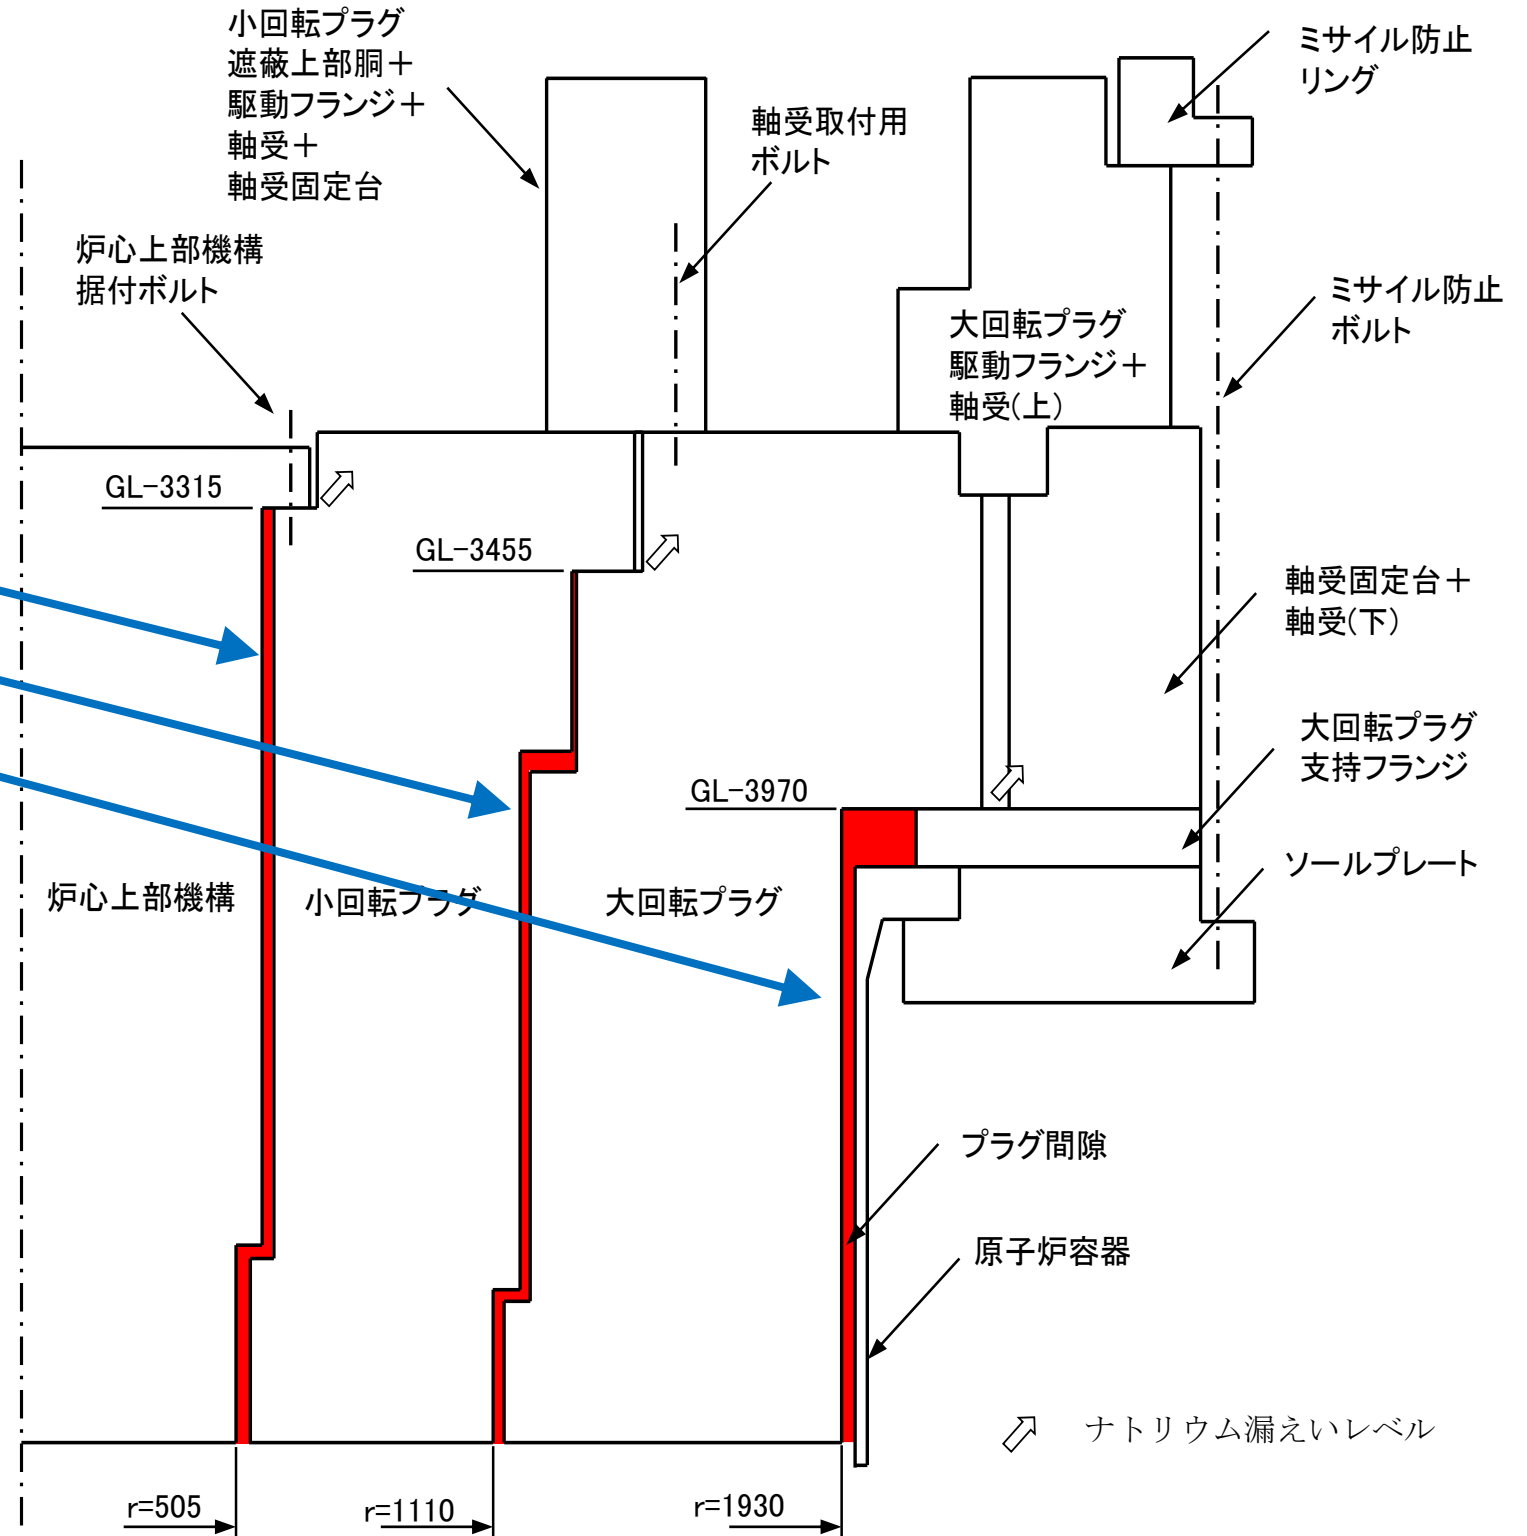 小回転プラグ
遮蔽上部胴＋
駆動フランジ＋
軸受＋
軸受固定台
軸受取付用
ボルト
ミサイル防止
リング
炉心上部機構
据付ボルト
ミサイル防止
ボルト
大回転プラグ
駆動フランジ＋
軸受(上)
GL-3315
GL-3455
軸受固定台＋
軸受(下)
大回転プラグ
支持フランジ
GL-3970
ソールプレート
炉心上部機構
小回転プラグ
大回転プラグ
プラグ間隙
原子炉容器
ナトリウム漏えいレベル
r=505
r=1110
r=1930